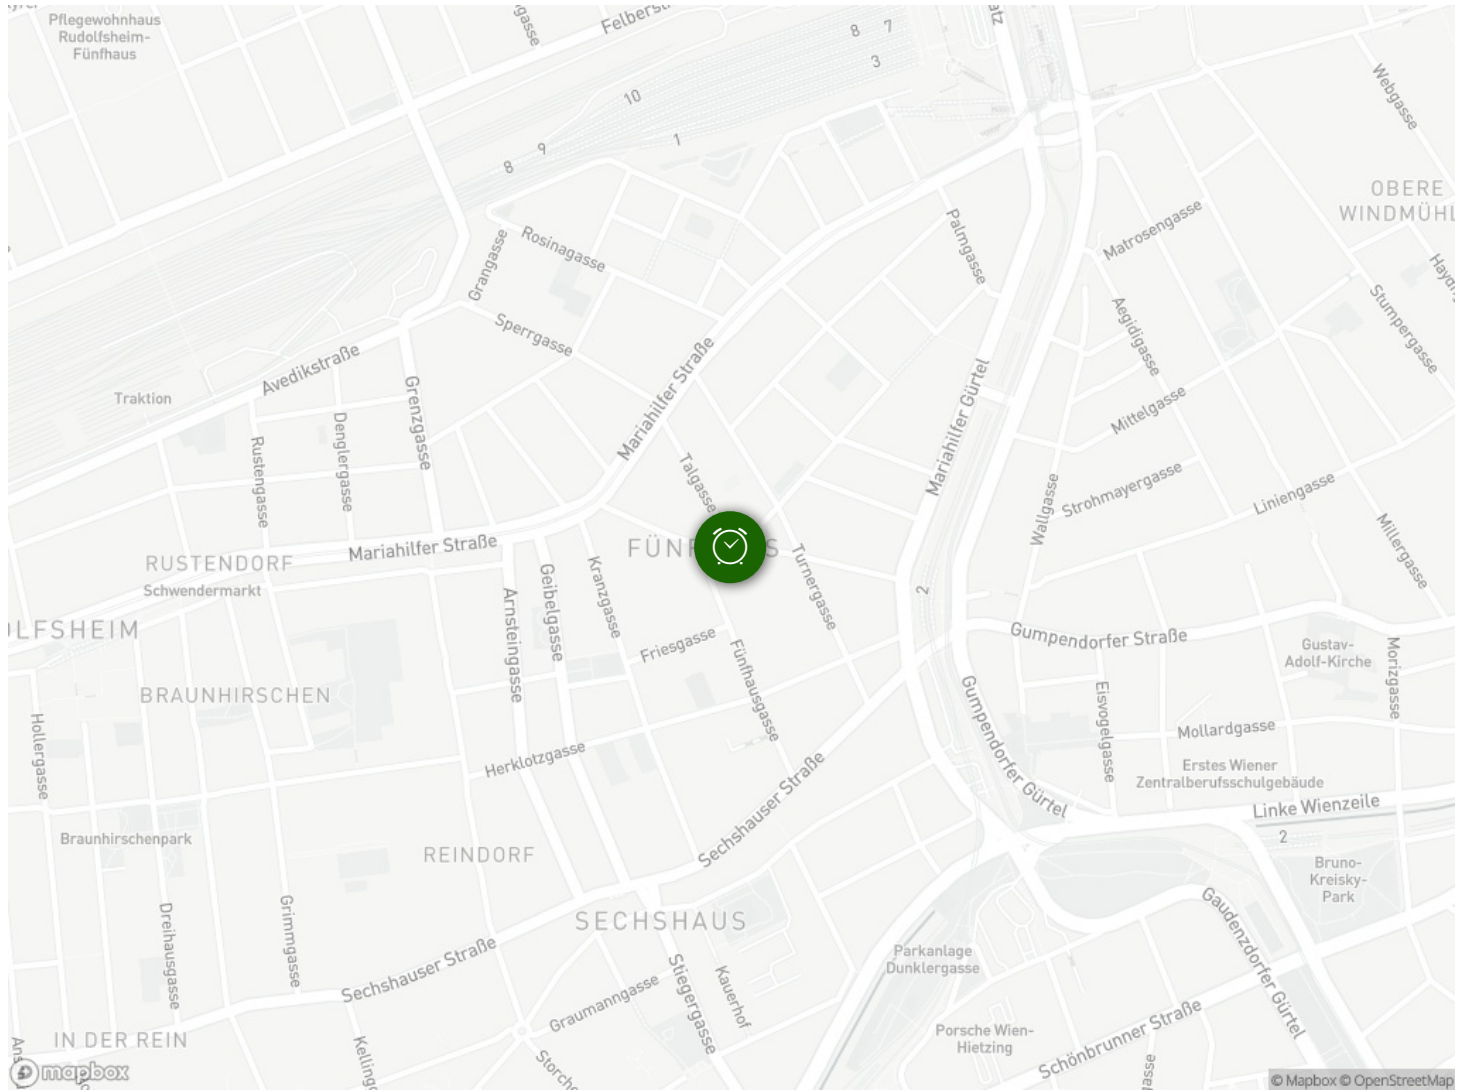 Pflegewohnhaus
Rudolfsheim-
Fünfhaus
Felberstr
8
7
3
10
1
9
8
Webgasse
OBERE
WINDMÜHL
Matrosengasse
Palmgasse
Rosinagasse
Grangasse
Sperrgasse
Aegidigasse
Stumpergasse
Avedikstraße
Mariahilfer Straße
Traktion
Grenzgasse
Denglergasse
Rustengasse
Mariahilfer Gürtel
Mittelgasse
Talgasse
Strohmayergasse
Liniengasse
Wallgasse
Millergasse
RUSTENDORF
Mariahilfer Straße
Schwendermarkt
Turnergasse
Kranzgasse
Geibelgasse
Arnsteingasse
2
OLFSHEIM
Friesgasse
Fünfhausgasse
Gumpendorfer Straße
Gustav-
Adolf-Kirche
Morizgasse
BRAUNHIRSCHEN
Hollergasse
Gumpendorfer Gürtel
Eisvogelgasse
Mollardgasse
Herklotzgasse
Erstes Wiener
Zentralberufsschulgebäude
Linke Wienzeile
2
Sechshauser Straße
Braunhirschenpark
REINDORF
Bruno-
Kreisky-
Park
Grimmgasse
Dreihausgasse
SECHSHAUS
Gaudenzdorfer Gürtel
Sechshauser Straße
Parkanlage
Dunklergasse
Stiegergasse
Kauerhof
Graumanngasse
Porsche Wien-
Hietzing
Schönbrunner Straße
IN DER REIN
Storche
gasse
mapbox
© Mapbox © OpenStreetMap